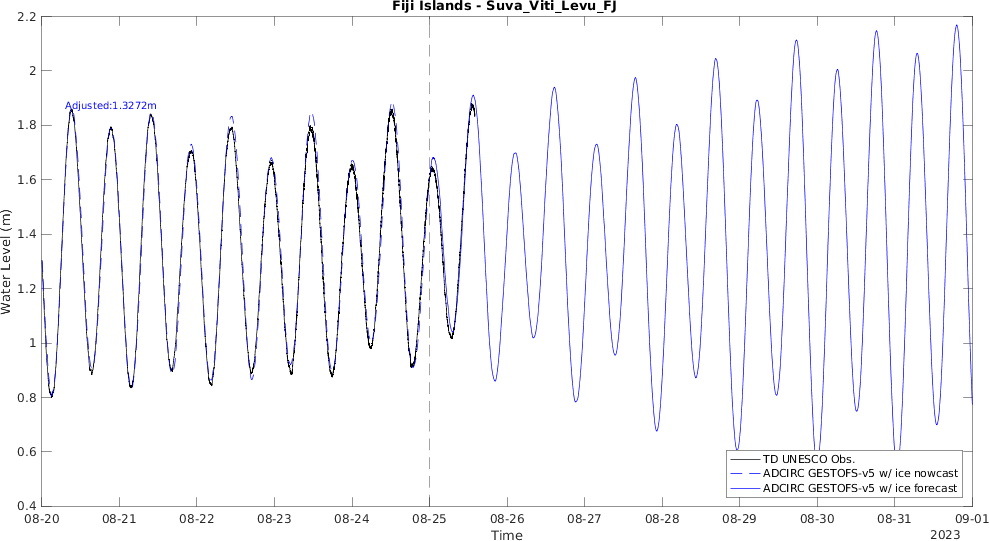 Fiji Islands - Suva_Viti_Levu_FJ
2.2
2
1.8
1.6
1.4
1.2
1
0.8
0.6
0.4
Water Level (m)
Adjusted:1.3272m
TD UNESCO Obs.
ADCIRC GESTOFS-v5 w/ ice nowcast
ADCIRC GESTOFS-v5 w/ ice forecast
08-20 08-21 08-22 08-23 08-24 08-25 08-26 08-27 08-28 08-29 08-30 08-31 09-01
Time
2023